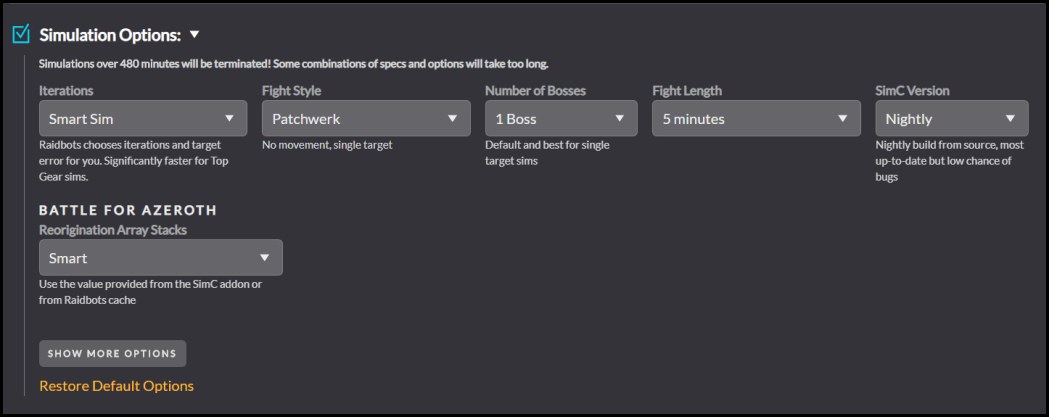 Simulation Options:
Simulations over 480 minutes will be terminated! Some combinations of specs and options will take too long.
Iterations
Smart Sim
Raidbots chooses iterations and target
error for you. Significantly faster for Top
Gear sims.
Fight Style
Patchwerk
No movement, single target
Number of Bosses
1 Boss
Default and best for single
target sims
Fight Length
5 minutes
SimC Version
Nightly
Nightly build from source, most
up-to-date but low chance of
bugs
BATTLE FOR AZEROTH
Reorigination Array Stacks
Smart
Use the value provided from the SimC addon or
from Raidbots cache
SHOW MORE OPTIONS
Restore Default Options